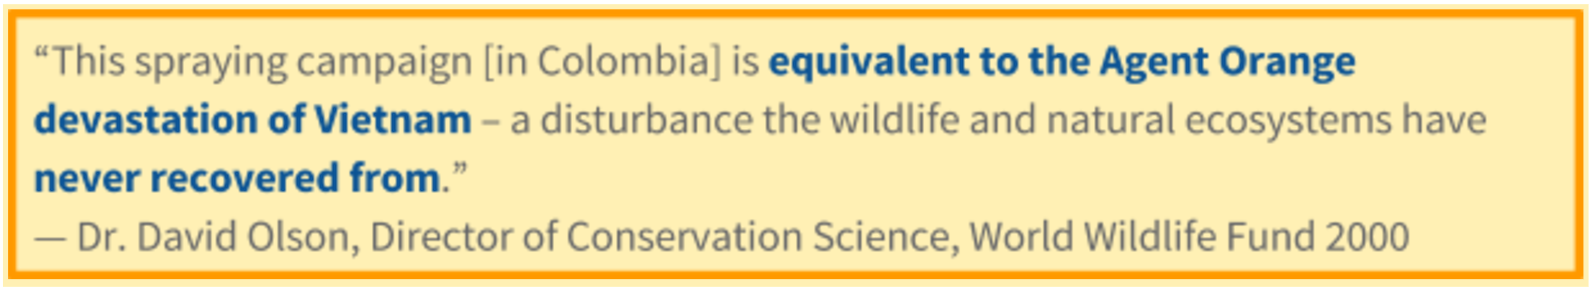 “This spraying campaign [in Colombia] is equivalent to the Agent Orange
devastation of Vietnam – a disturbance the wildlife and natural ecosystems have
never recovered from.”
— Dr. David Olson, Director of Conservation Science, World Wildlife Fund 2000